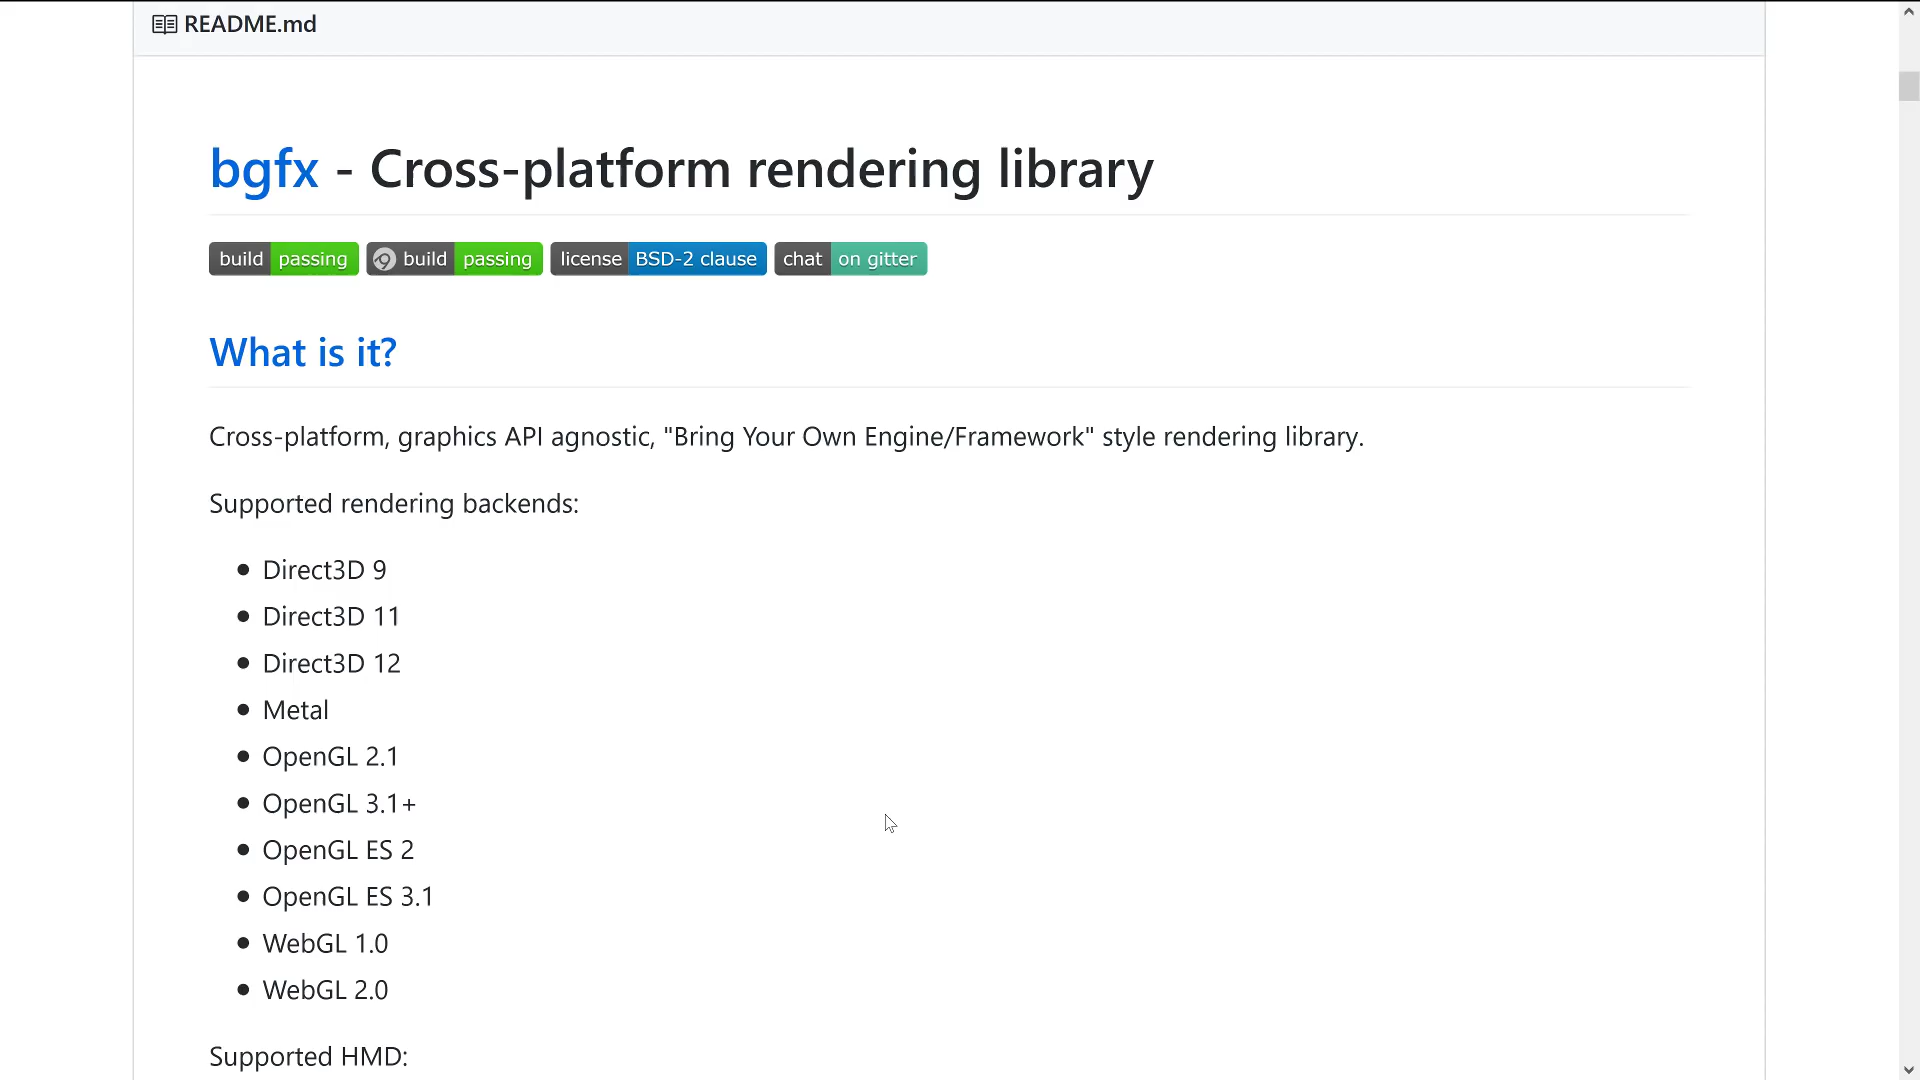 README.md
bgfx - Cross-platform rendering library
build passing build passing license BSD-2 clause chat on gitter
What is it?
Cross-platform, graphics API agnostic, "Bring Your Own Engine/Framework" style rendering library.
Supported rendering backends:
• Direct3D 9
• Direct3D 11
• Direct3D 12
• Metal
• OpenGL 2.1
• OpenGL 3.1+
• OpenGL ES 2
• OpenGL ES 3.1
• WebGL 1.0
• WebGL 2.0
Supported HMD: